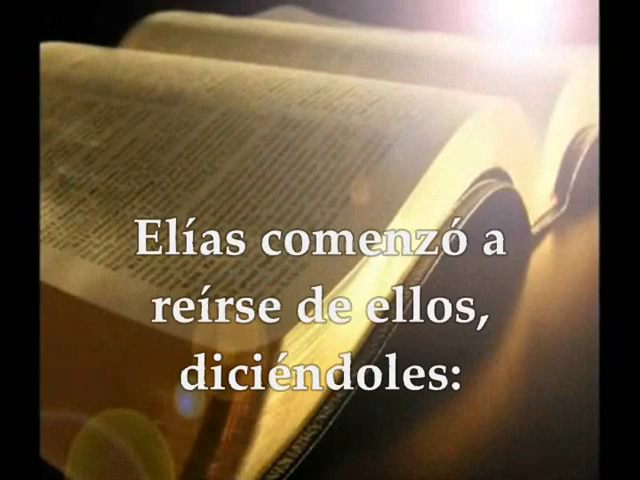 Elías comenzó a
reírse de ellos,
diciéndoles: